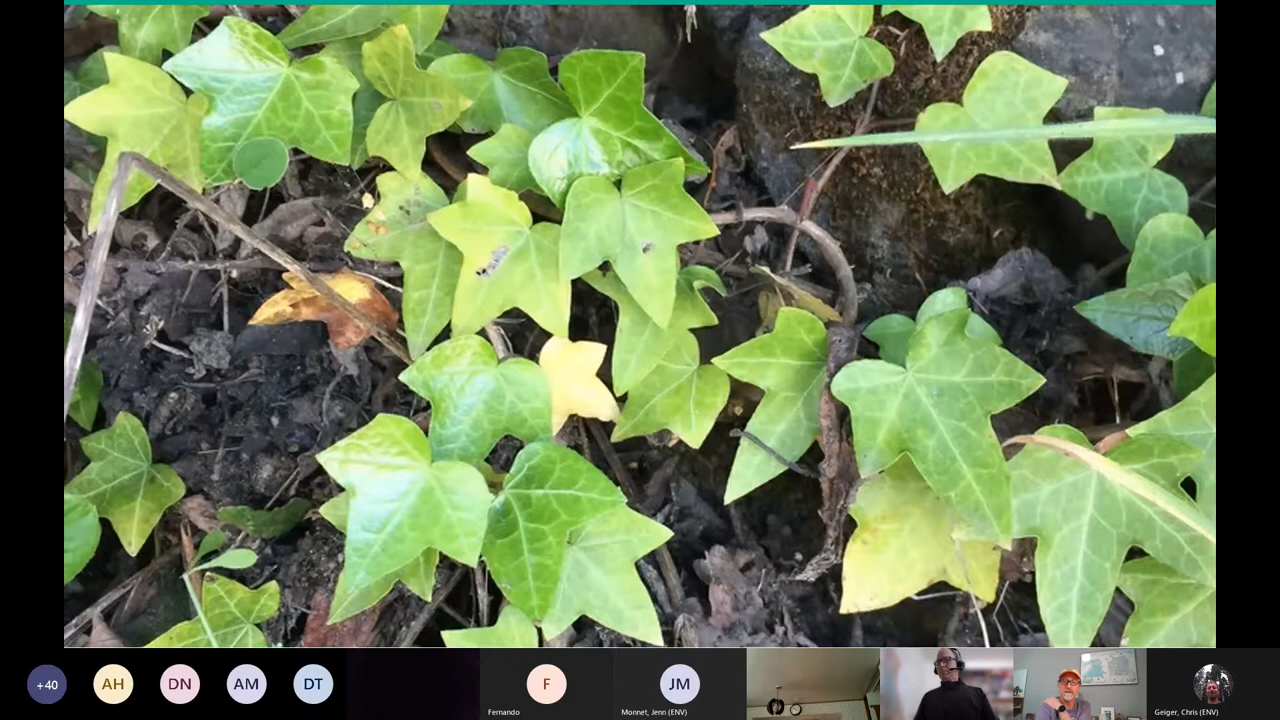 +40
AH
DN
AM
DT
F
JM
Fernando
Monnet, Jenn (ENV)
Geiger, Chris (ENV)